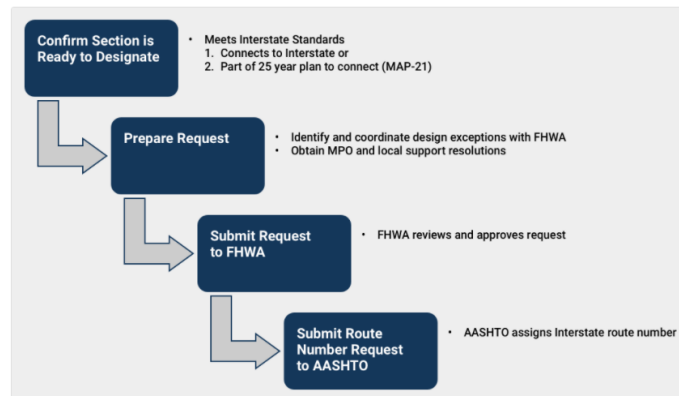 Confirm Section is
Ready to Designate
• Meets Interstate Standards
1. Connects to Interstate or
2. Part of 25 year plan to connect (MAP-21)
Prepare Request
• Identify and coordinate design exceptions with FHWA
• Obtain MPO and local support resolutions
Submit Request
to FHWA
• FHWA reviews and approves request
Submit Route
Number Request
to AASHTO
• AASHTO assigns Interstate route number